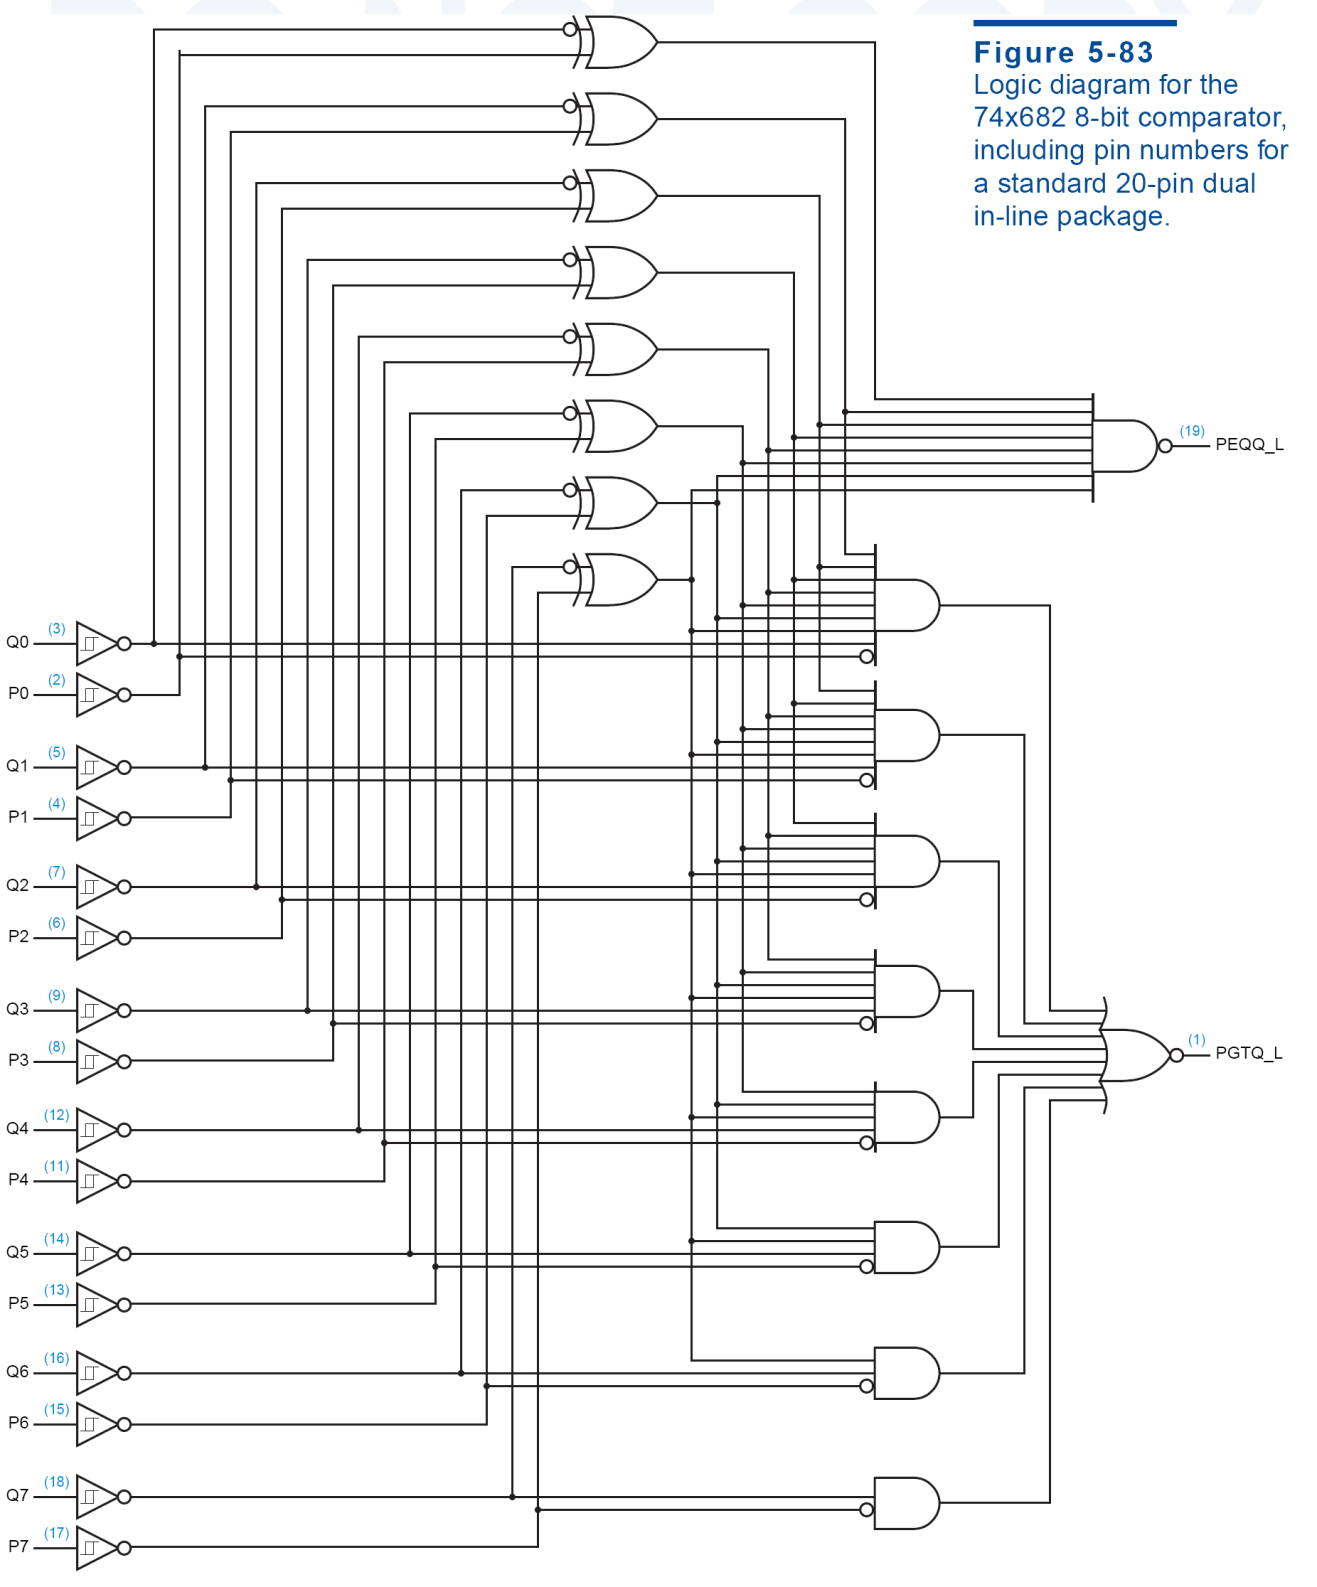 Figure 5-83
Logic diagram for the
74x682 8-bit comparator,
including pin numbers for
a standard 20-pin dual
in-line package.
(19)
PEQQ_L
Q0 (3)
P0 (2)
Q1 (5)
P1 (4)
Q2 (7)
P2 (6)
Q3 (9)
P3 (8)
(1)
PGTQ_L
Q4 (12)
P4 (11)
Q5 (14)
P5 (13)
Q6 (16)
P6 (15)
Q7 (18)
P7 (17)